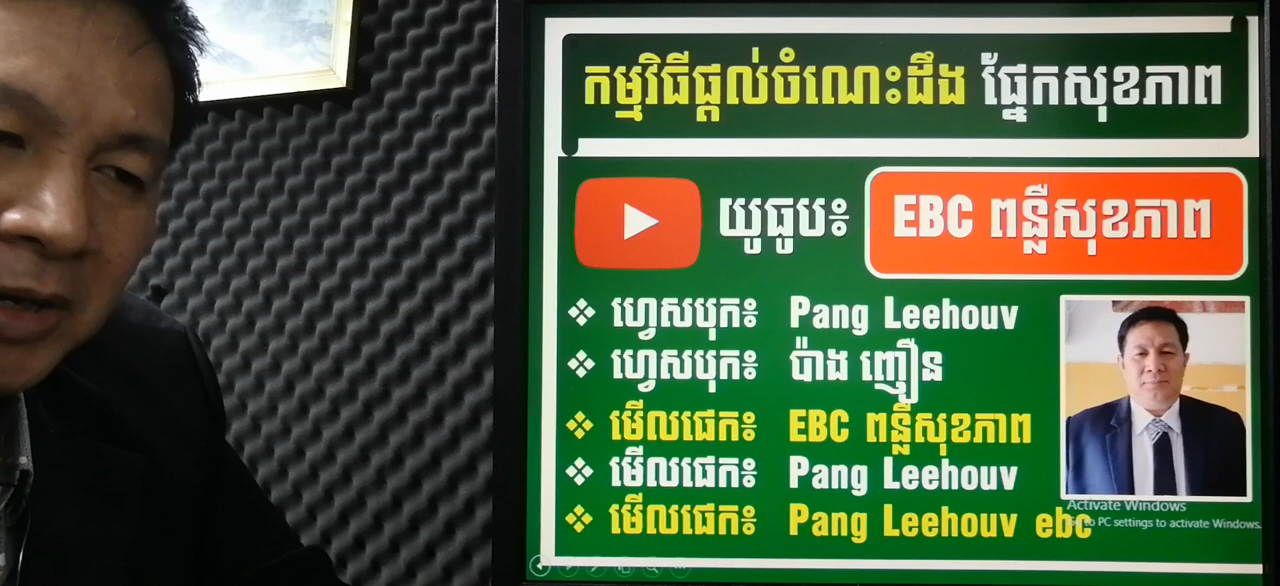 កម្មវិធីផ្តល់ចំណេះដឹង ផ្នែកសុខភាព
យូធូប៖ EBC ពន្លឺសុខភាព
❖ ហ្វេសបុក៖ Pang Leehouv
❖ ហ្វេសបុក៖ ប៉ាង ញឿន
❖ មើលផេក៖ EBC ពន្លឺសុខភាព
❖ មើលផេក៖ Pang Leehouv
❖ មើលផេក៖ Pang Leehouv ebc
Activate Windows
Go to PC settings to activate Windows.